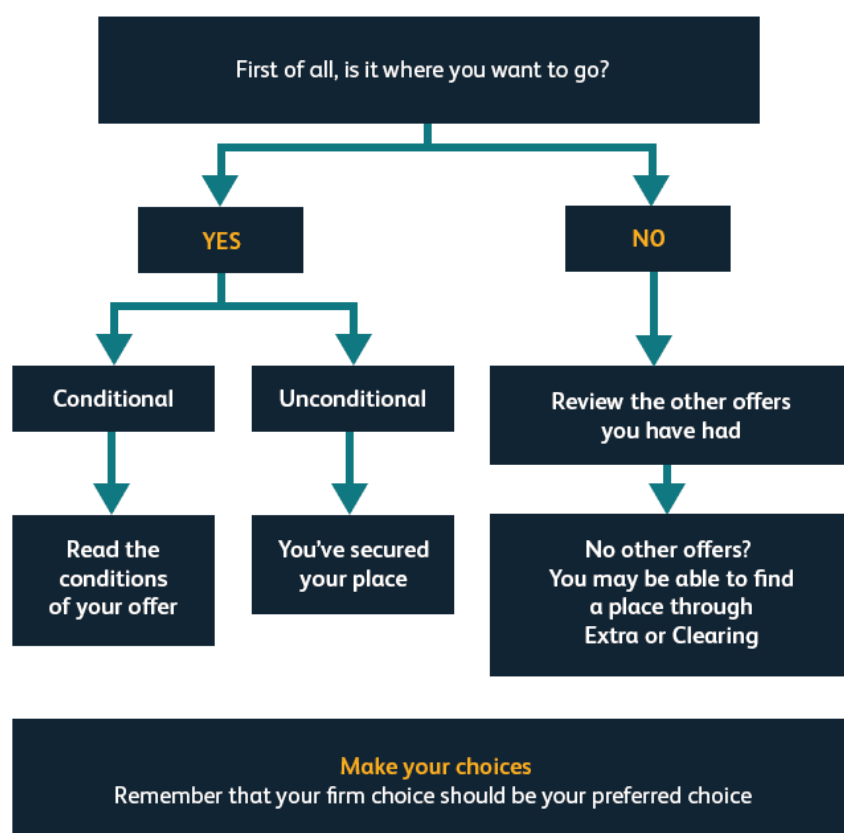 First of all, is it where you want to go?
YES
NO
Conditional
Unconditional
Review the other offers
you have had
Read the
conditions
of your offer
You’ve secured
your place
No other offers?
You may be able to find
a place through
Extra or Clearing
Make your choices
Remember that your firm choice should be your preferred choice